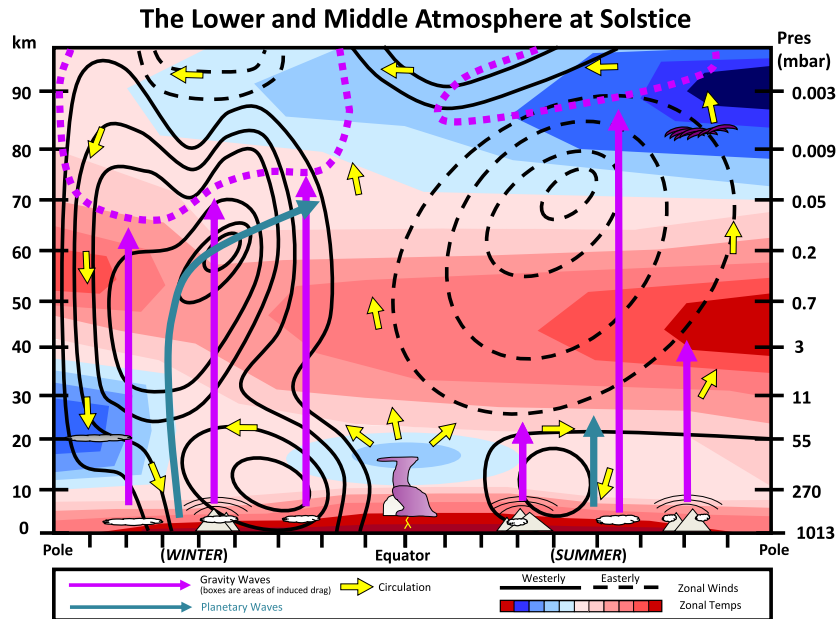 The Lower and Middle Atmosphere at Solstice
km
Pres
(mbar)
90
0.003
80
0.009
70
0.05
60
0.2
50
0.7
40
3
30
11
20
55
10
270
0
1013
Pole
(WINTER)
Equator
(SUMMER)
Pole
Gravity Waves
(boxes are areas of induced drag)
Circulation
Westerly
Easterly
Zonal Winds
Planetary Waves
Zonal Temps